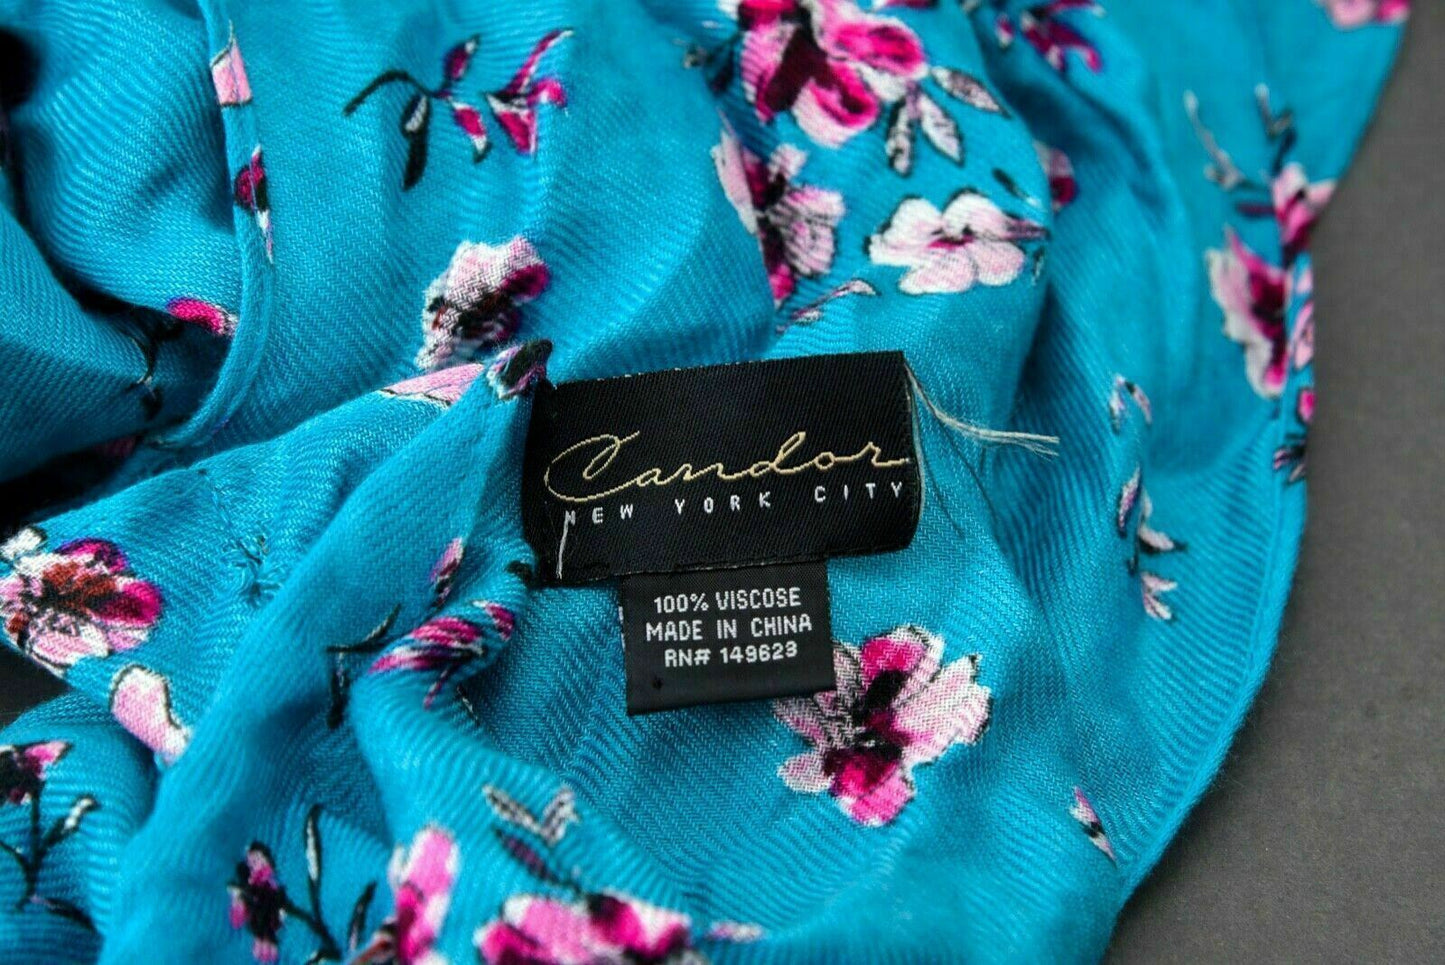 Candor
NEW YORK CITY
100% VISCOSE
MADE IN CHINA
RN# 149623